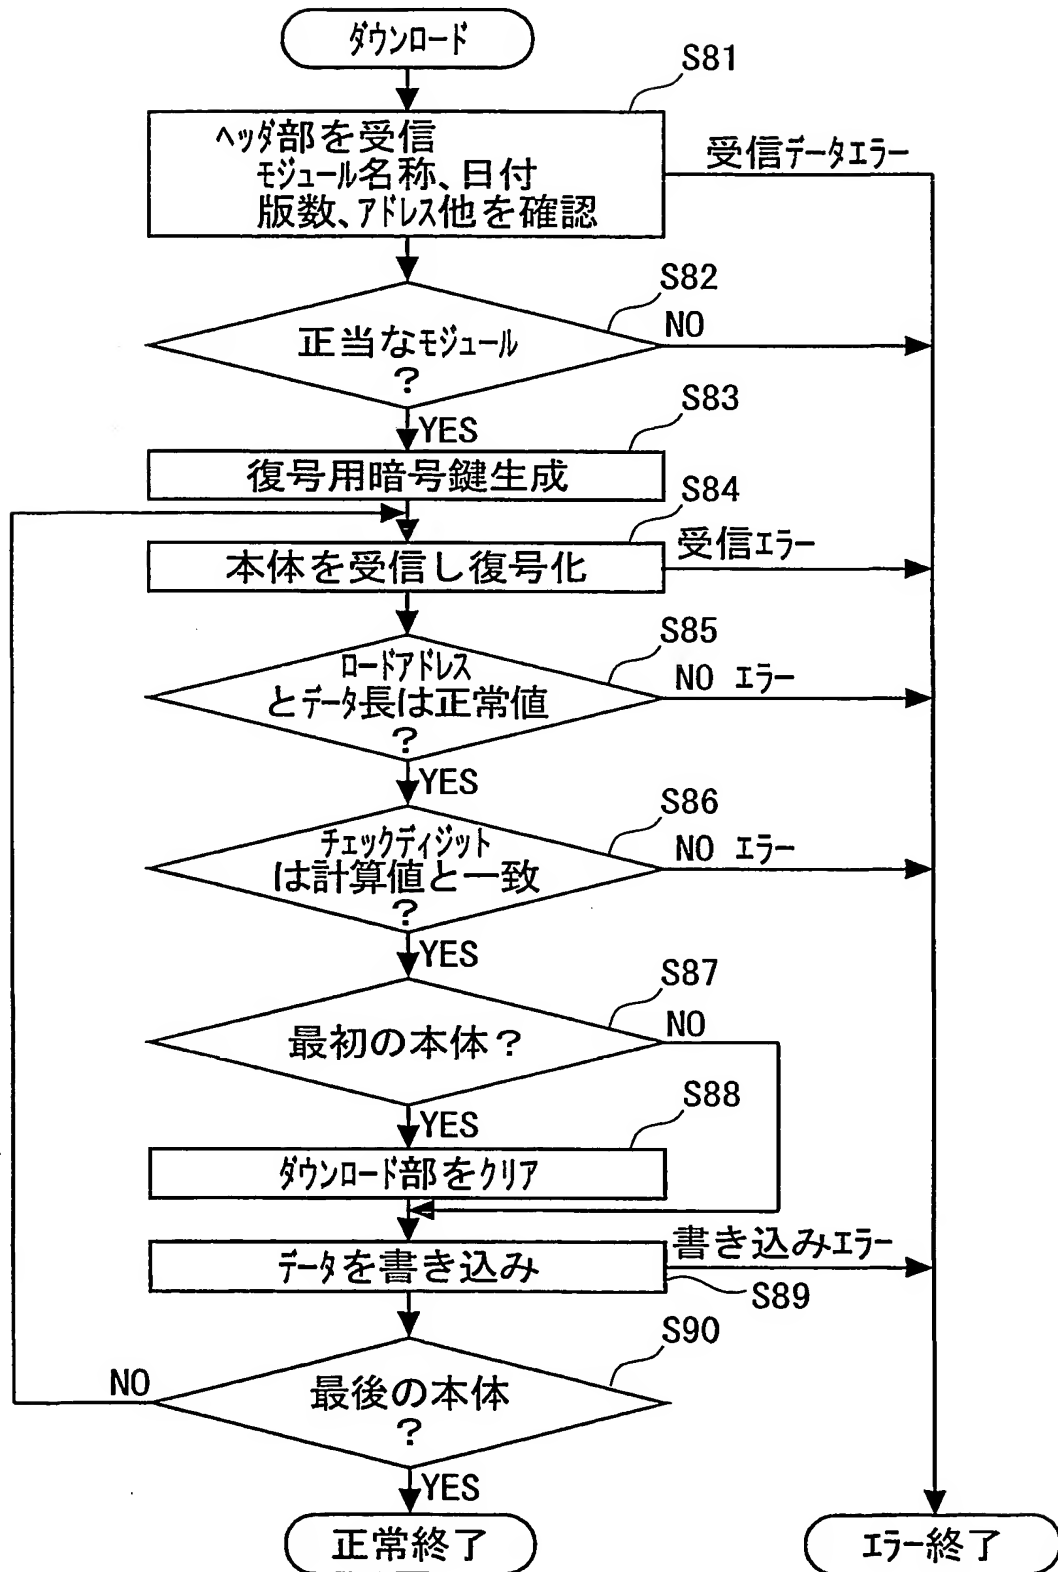 ダウンロード
S81
ヘッダ部を受信
モジュール名称、日付
版数、アドレス他を確認
受信データエラー
S82
正当なモジュール
?
NO
YES
S83
復号用暗号鍵生成
S84
本体を受信し復号化
受信エラー
S85
ロードアドレス
とデータ長は正常値
?
NO エラー
YES
S86
チェックディジット
は計算値と一致
?
NO エラー
YES
S87
最初の本体?
NO
YES
S88
ダウンロード部をクリア
データを書き込み
書き込みエラー
S89
S90
最後の本体
?
NO
YES
正常終了
エラー終了